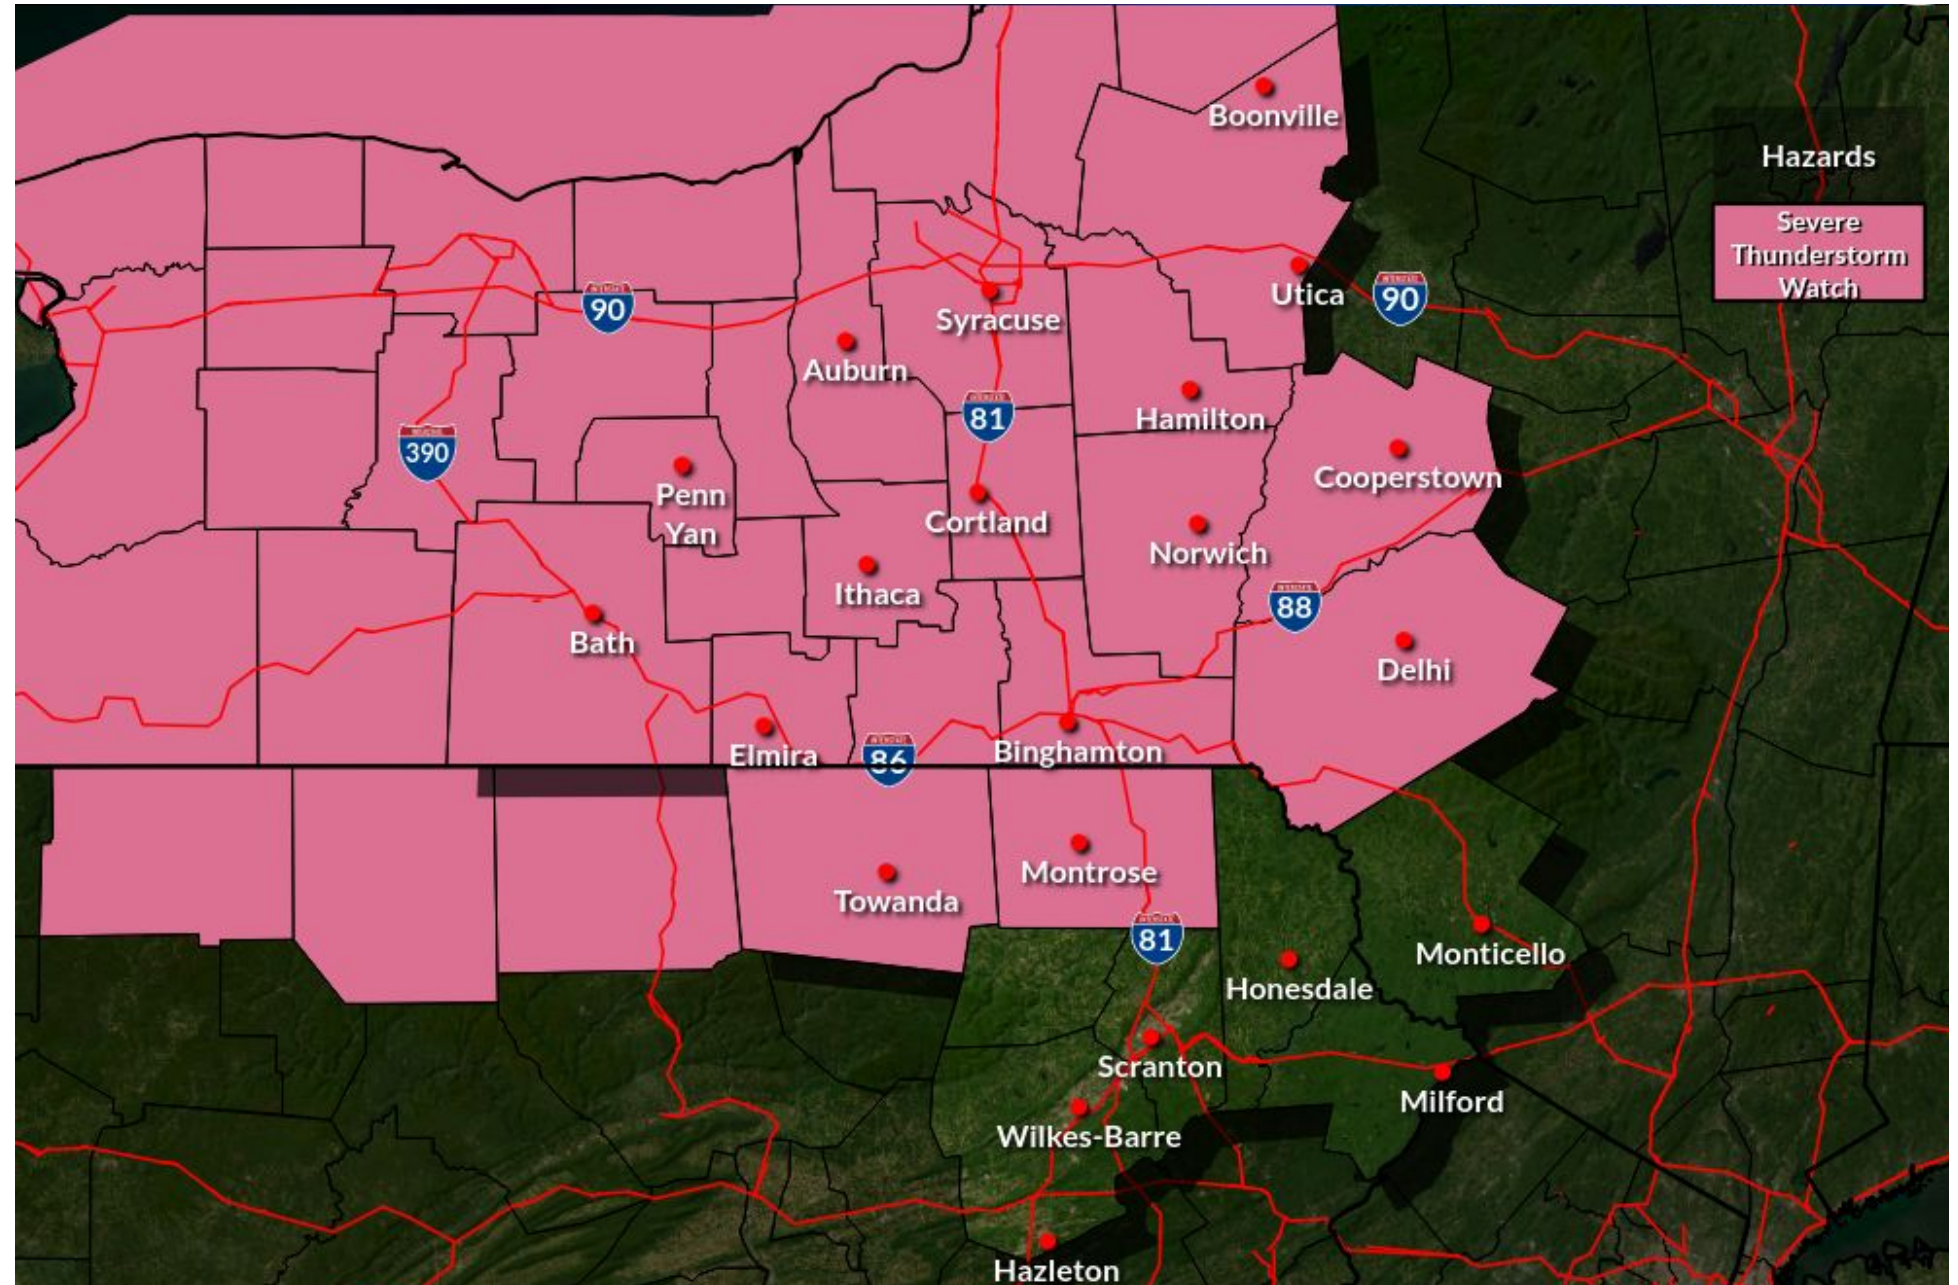 Boonville
Hazards
Severe
Thunderstorm
Watch
90
Utica
90
Syracuse
Auburn
81
Hamilton
390
Cooperstown
Penn
Yan
Cortland
Norwich
Ithaca
88
Bath
Delhi
Elmira
86
Binghamton
Montrose
Towanda
81
Monticello
Honesdale
Scranton
Milford
Wilkes-Barre
Hazleton